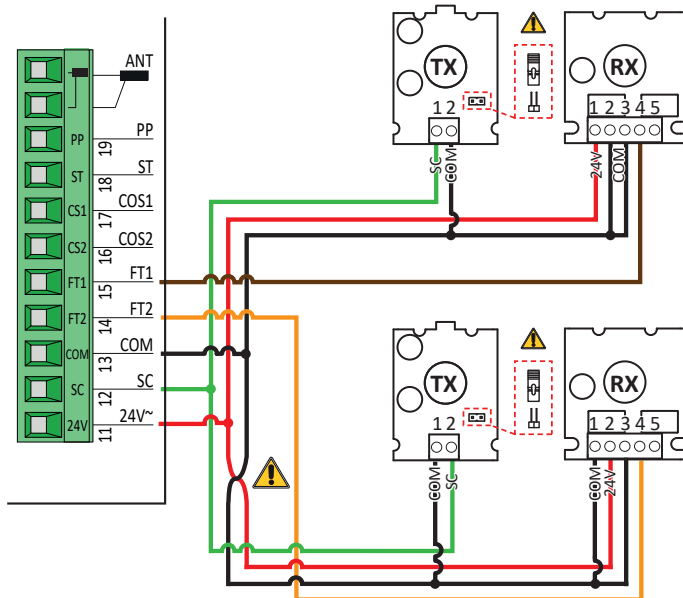 ANT
PP 19 PP
ST 18 ST
CS1 17 COS1
CS2 16 COS2
FT1 15 FT1
FT2 14 FT2
COM 13 COM
SC 12 SC
24V 11 24V~
TX
1 2
SC COM
RX
1 2 3 4 5
24V COM
TX
1 2
COM SC
RX
1 2 3 4 5
COM 24V